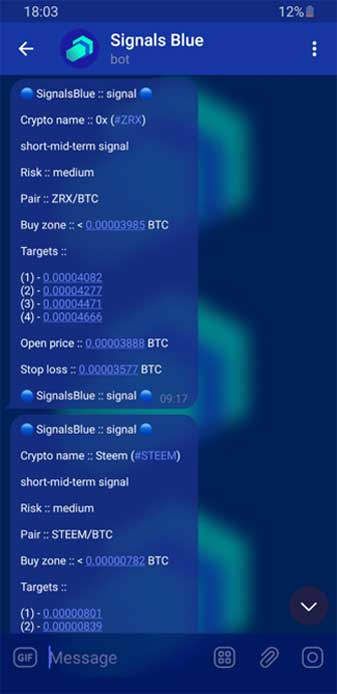 18:03
12%
Signals Blue
bot
SignalsBlue :: signal
Crypto name :: 0x (#ZRX)
short-mid-term signal
Risk :: medium
Pair :: ZRX/BTC
Buy zone :: < 0.00003985 BTC
Targets ::
(1) - 0.00004082
(2) - 0.00004277
(3) - 0.00004471
(4) - 0.00004666
Open price :: 0.00003888 BTC
Stop loss :: 0.00003577 BTC
SignalsBlue :: signal
09:17
SignalsBlue :: signal
Crypto name :: Steem (#STEEM)
short-mid-term signal
Risk :: medium
Pair :: STEEM/BTC
Buy zone :: < 0.00000782 BTC
Targets ::
(1) - 0.00000801
(2) - 0.00000839
GIF
Message